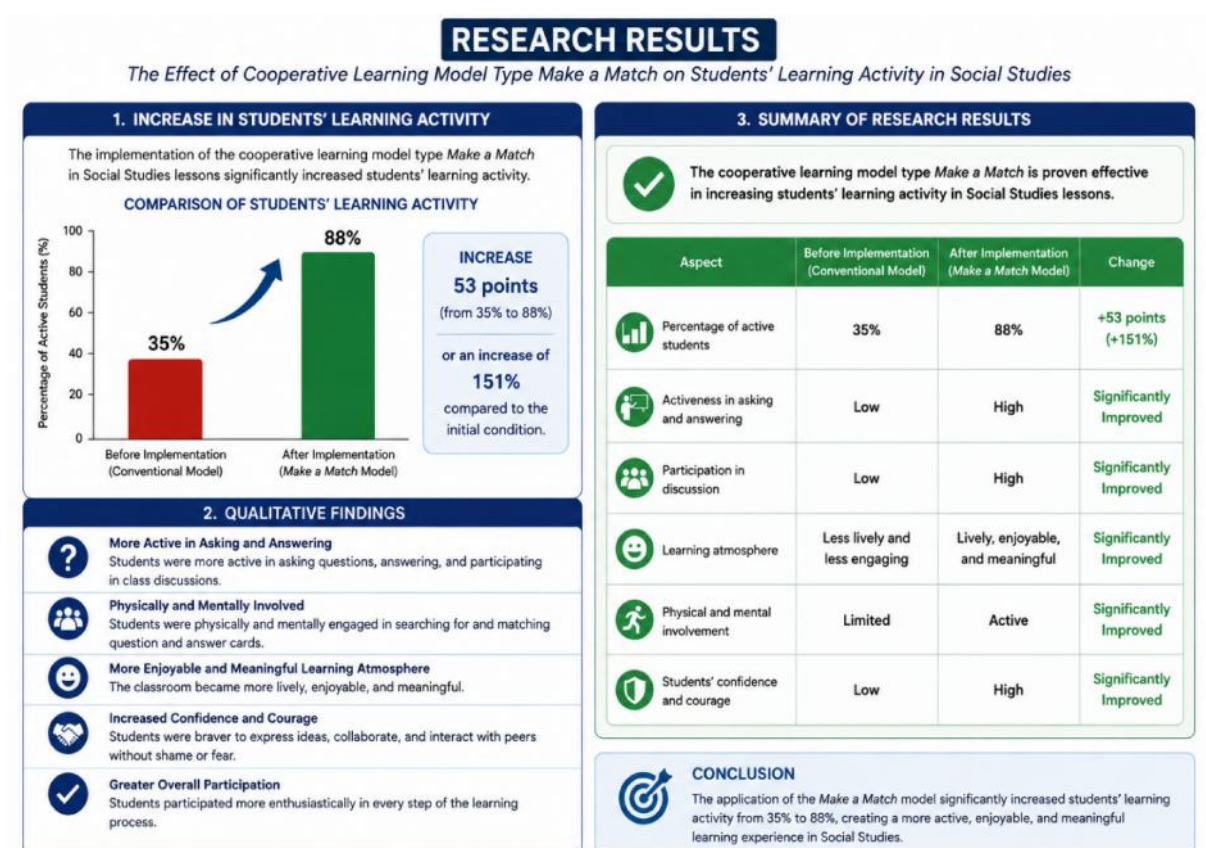 RESEARCH RESULTS
The Effect of Cooperative Learning Model Type Make a Match on Students' Learning Activity in Social Studies
1. INCREASE IN STUDENTS' LEARNING ACTIVITY
The implementation of the cooperative learning model type Make a Match
in Social Studies lessons significantly increased students' learning activity.
COMPARISON OF STUDENTS' LEARNING ACTIVITY
Percentage of Active Students (%)
100
80
60
40
20
0
35%
88%
Before Implementation
(Conventional Model)
After Implementation
(Make a Match Model)
INCREASE
53 points
(from 35% to 88%)
or an increase of
151%
compared to the
initial condition.
2. QUALITATIVE FINDINGS
?
More Active in Asking and Answering
Students were more active in asking questions, answering, and participating
in class discussions.
Physically and Mentally Involved
Students were physically and mentally engaged in searching for and matching
question and answer cards.
More Enjoyable and Meaningful Learning Atmosphere
The classroom became more lively, enjoyable, and meaningful.
Increased Confidence and Courage
Students were braver to express ideas, collaborate, and interact with peers
without shame or fear.
Greater Overall Participation
Students participated more enthusiastically in every step of the learning
process.
3. SUMMARY OF RESEARCH RESULTS
The cooperative learning model type Make a Match is proven effective
in increasing students' learning activity in Social Studies lessons.
Aspect
Before Implementation
(Conventional Model)
After Implementation
(Make a Match Model)
Change
Percentage of active
students
35%
88%
+53 points
(+151%)
Activeness in asking
and answering
Low
High
Significantly
Improved
Participation in
discussion
Low
High
Significantly
Improved
Learning atmosphere
Less lively and
less engaging
Lively, enjoyable,
and meaningful
Significantly
Improved
Physical and mental
involvement
Limited
Active
Significantly
Improved
Students' confidence
and courage
Low
High
Significantly
Improved
CONCLUSION
The application of the Make a Match model significantly increased students' learning
activity from 35% to 88%, creating a more active, enjoyable, and meaningful
learning experience in Social Studies.